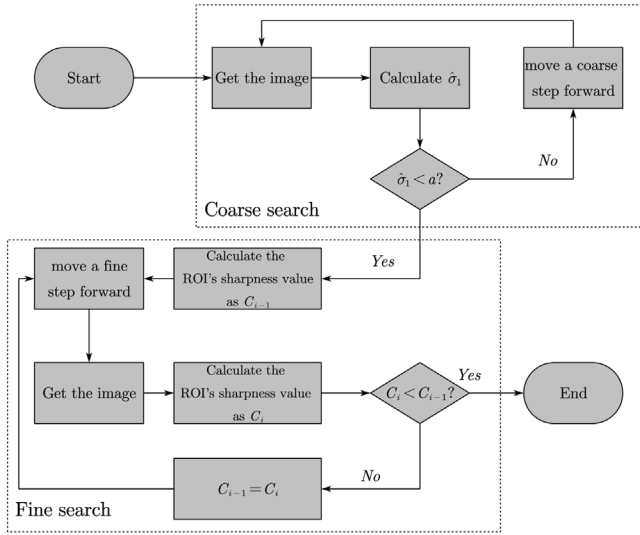 Start
Get the image
Calculate σ̂₁
move a coarse
step forward
σ̂₁ < a?
No
Coarse search
Yes
move a fine
step forward
Calculate the
ROI's sharpness value
as Cᵢ₋₁
Get the image
Calculate the
ROI's sharpness value
as Cᵢ
Cᵢ < Cᵢ₋₁?
Yes
End
No
Cᵢ₋₁ = Cᵢ
Fine search